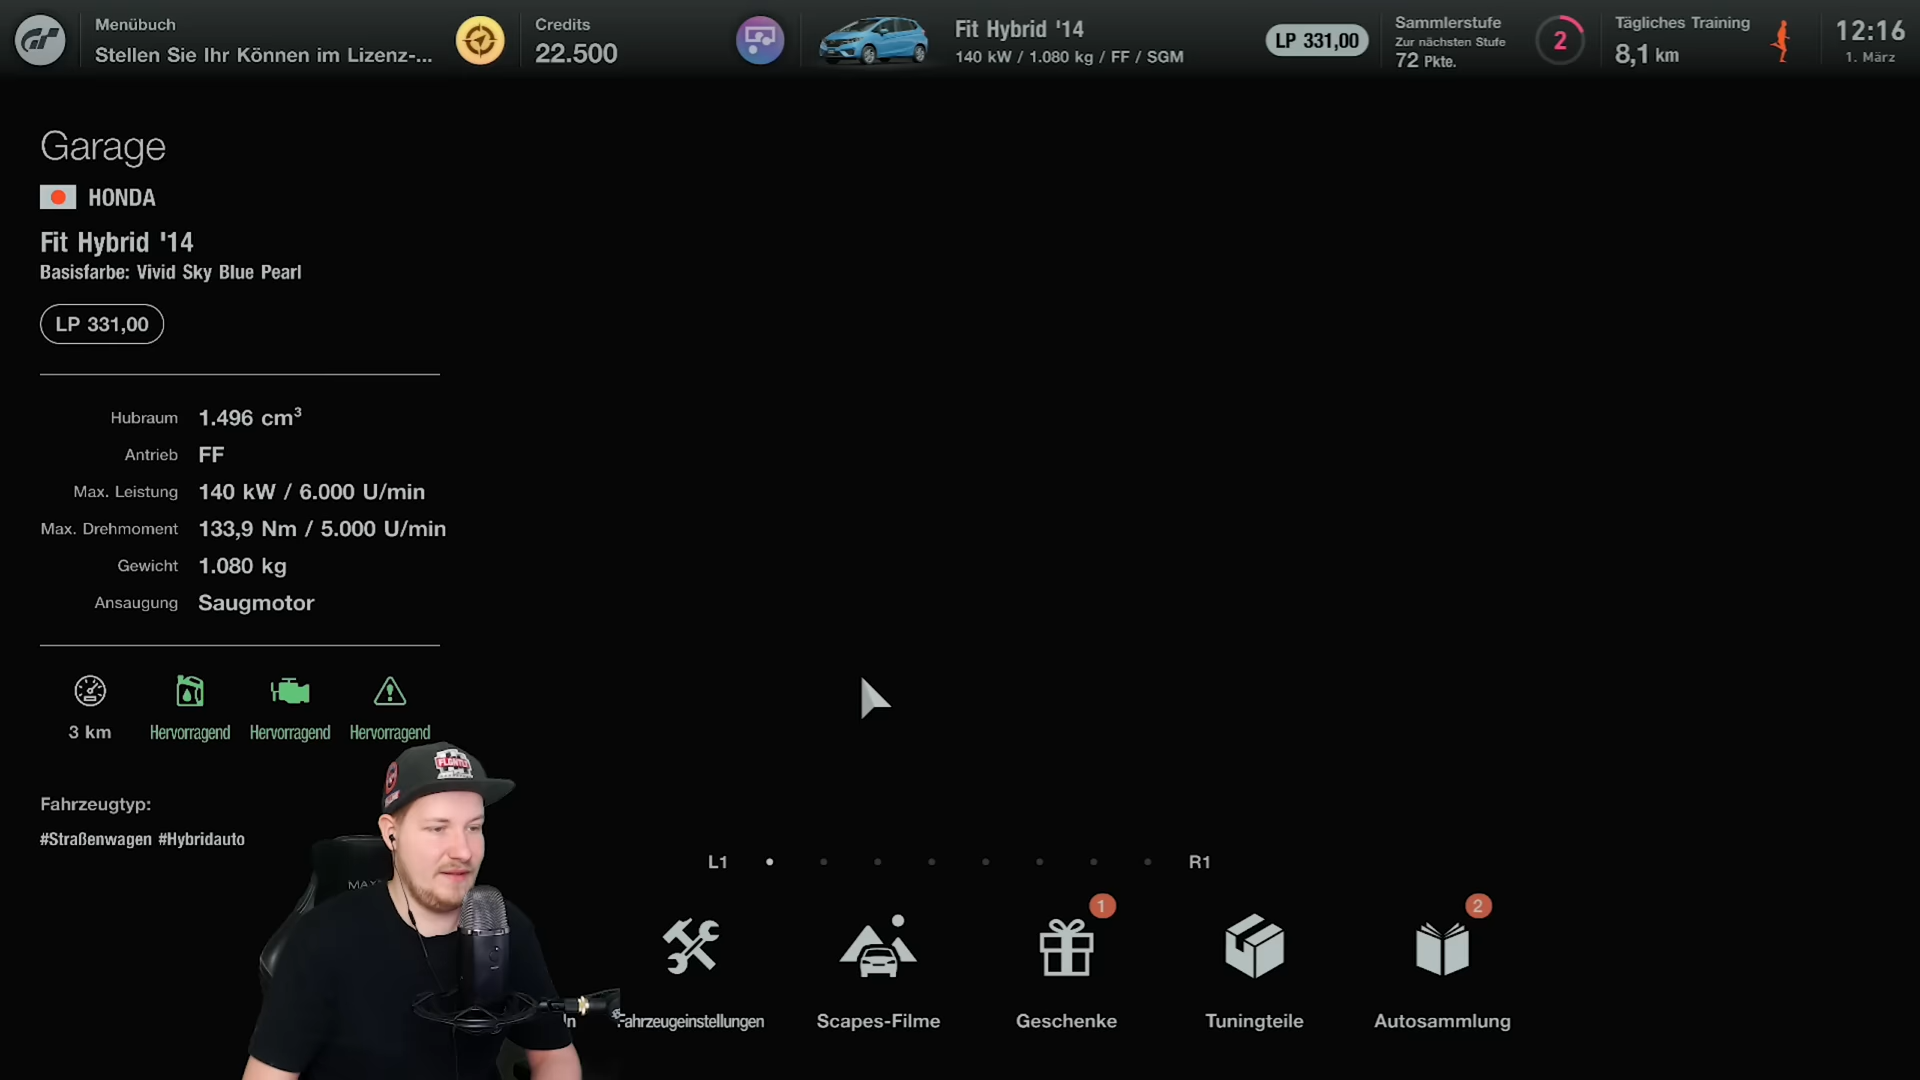 Menübuch
Stellen Sie Ihr Können im Lizenz-...
Credits
22.500
Fit Hybrid '14
140 kW / 1.080 kg / FF / SGM
LP 331,00
Sammlerstufe
Zur nächsten Stufe
72 Pkte.
2
Tägliches Training
8,1 km
12:16
1. März
Garage
HONDA
Fit Hybrid '14
Basisfarbe: Vivid Sky Blue Pearl
LP 331,00
Hubraum 1.496 cm³
Antrieb FF
Max. Leistung 140 kW / 6.000 U/min
Max. Drehmoment 133,9 Nm / 5.000 U/min
Gewicht 1.080 kg
Ansaugung Saugmotor
3 km
Hervorragend
Hervorragend
Hervorragend
Fahrzeugtyp:
#Straßenwagen #Hybridauto
L1
R1
1
2
Fahrzeugeinstellungen
Scapes-Filme
Geschenke
Tuningteile
Autosammlung